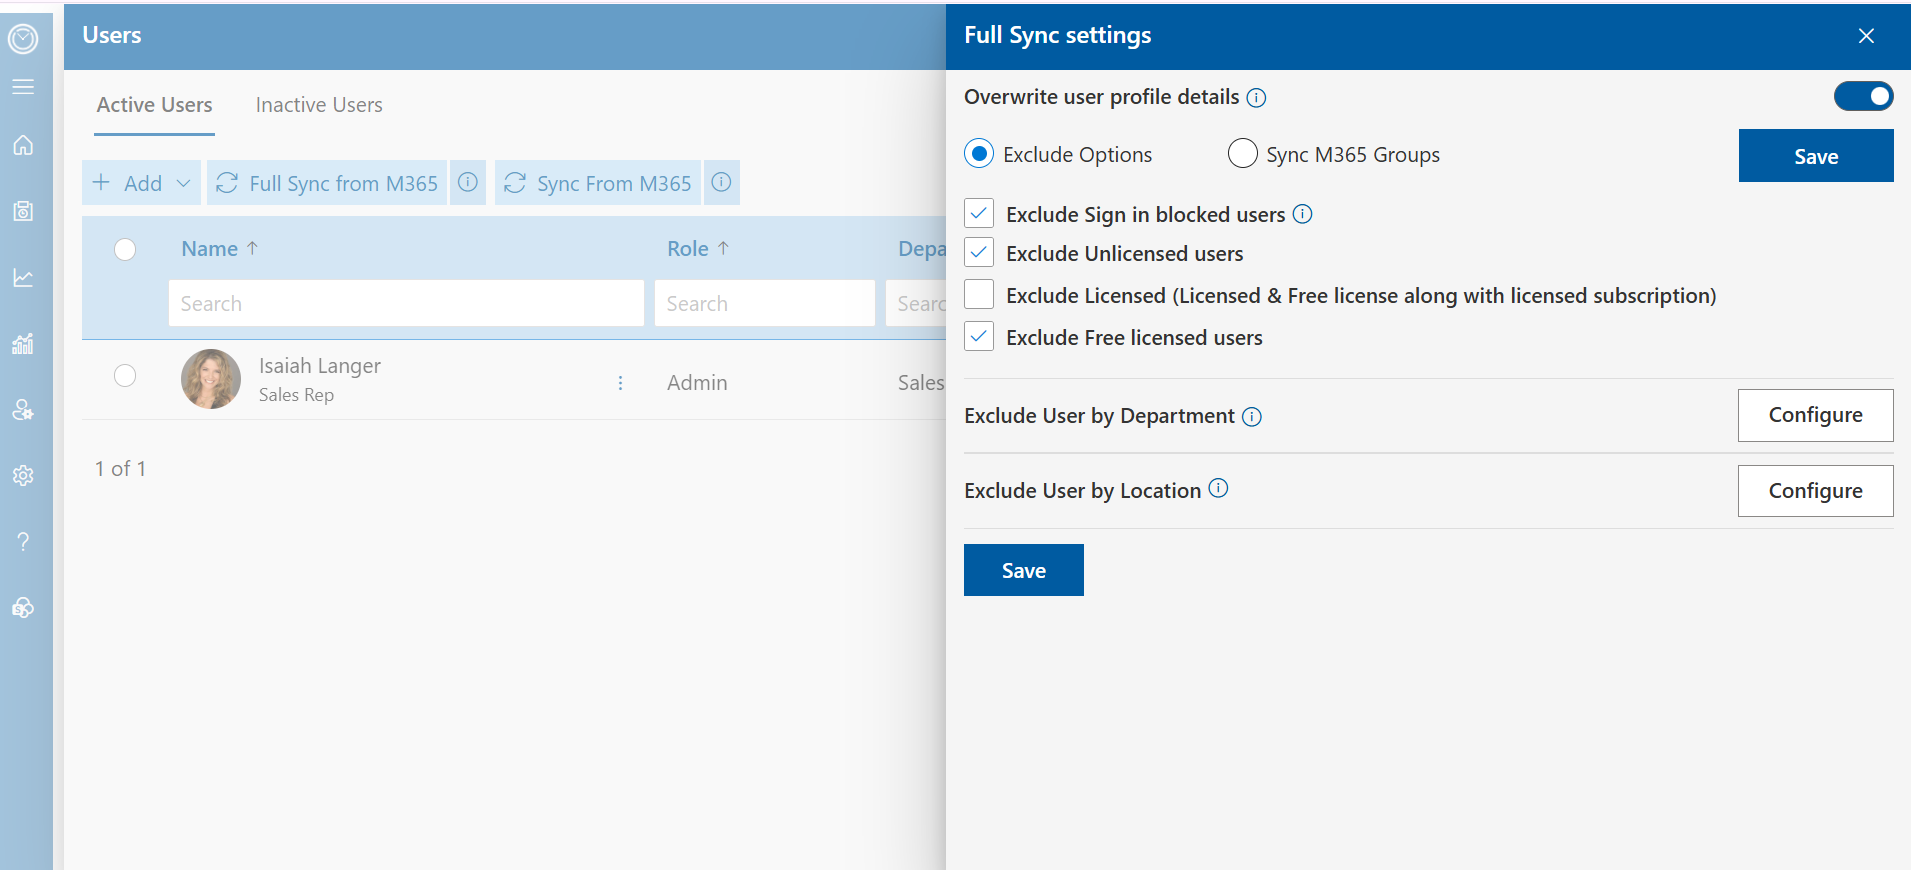 Users
Active Users
Inactive Users
Add
Full Sync from M365
Sync From M365
Name
Role
Depa
Search
Search
Searc
Isaiah Langer
Sales Rep
Admin
Sales
1 of 1
Full Sync settings
Overwrite user profile details
Exclude Options
Sync M365 Groups
Save
Exclude Sign in blocked users
Exclude Unlicensed users
Exclude Licensed (Licensed & Free license along with licensed subscription)
Exclude Free licensed users
Exclude User by Department
Configure
Exclude User by Location
Configure
Save